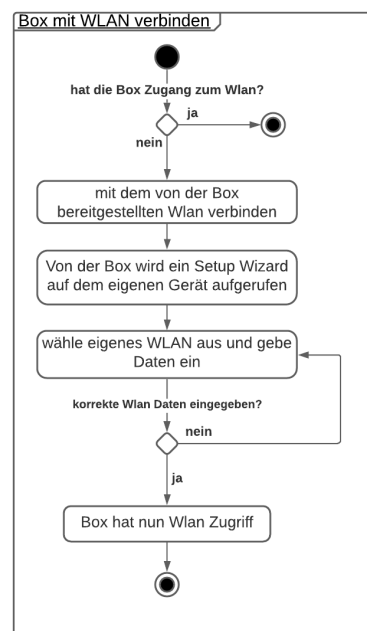 Box mit WLAN verbinden
hat die Box Zugang zum Wlan?
ja
nein
mit dem von der Box
bereitgestellten Wlan verbinden
Von der Box wird ein Setup Wizard
auf dem eigenen Gerät aufgerufen
wähle eigenes WLAN aus und gebe
Daten ein
korrekte Wlan Daten eingegeben?
nein
ja
Box hat nun Wlan Zugriff